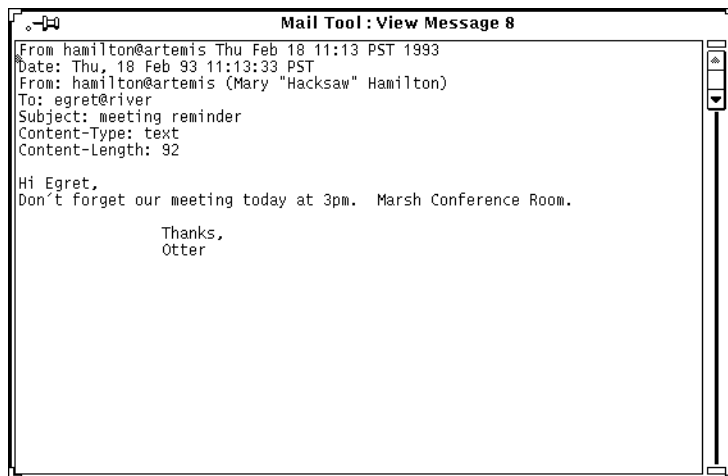 Mail Tool : View Message 8
From hamilton@artemis Thu Feb 18 11:13 PST 1993
Date: Thu, 18 Feb 93 11:13:33 PST
From: hamilton@artemis (Mary "Hacksaw" Hamilton)
To: egret@river
Subject: meeting reminder
Content-Type: text
Content-Length: 92

Hi Egret,
Don´t forget our meeting today at 3pm.  Marsh Conference Room.

Thanks,
Otter